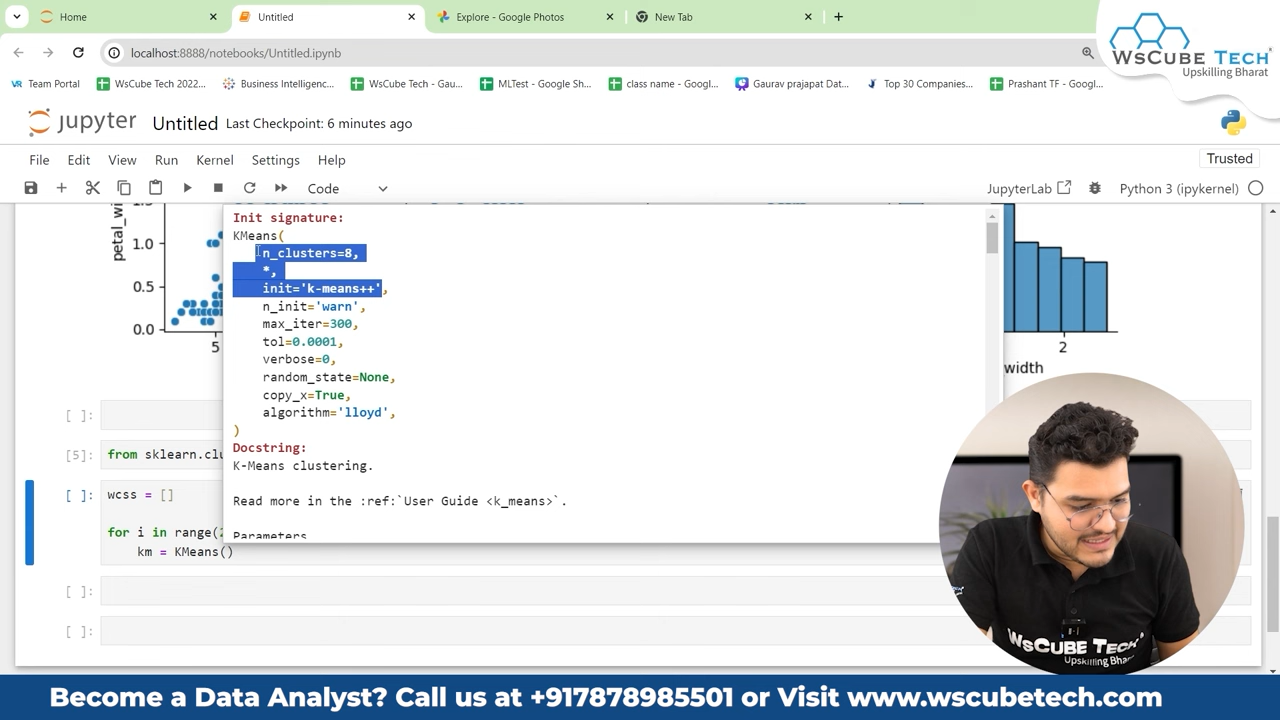 Home
Untitled
Explore - Google Photos
New Tab
localhost:8888/notebooks/Untitled.ipynb
WsCUBE TECH
Upskilling Bharat
VR Team Portal
WsCube Tech 2022...
Business Intelligenc...
WsCube Tech - Gau...
MLTest - Google Sh...
class name - Googl...
Gaurav prajapat Dat...
Top 30 Companies...
Prashant TF - Googl...
jupyter Untitled Last Checkpoint: 6 minutes ago
File Edit View Run Kernel Settings Help
Trusted
Code
JupyterLab
Python 3 (ipykernel)
1.0
0.5
0.0
5
2
width
Init signature:
KMeans(
n_clusters=8,
*,
init='k-means++',
n_init='warn',
max_iter=300,
tol=0.0001,
verbose=0,
random_state=None,
copy_x=True,
algorithm='lloyd',
)
Docstring:
K-Means clustering.
Read more in the :ref:`User Guide <k_means>`.
Parameters
[ ]:
[5]: from sklearn.clu
[ ]: wcss = []
for i in range(
km = KMeans()
[ ]:
[ ]:
WsCUBE TECH
Upskilling
Become a Data Analyst? Call us at +917878985501 or Visit www.wscubetech.com